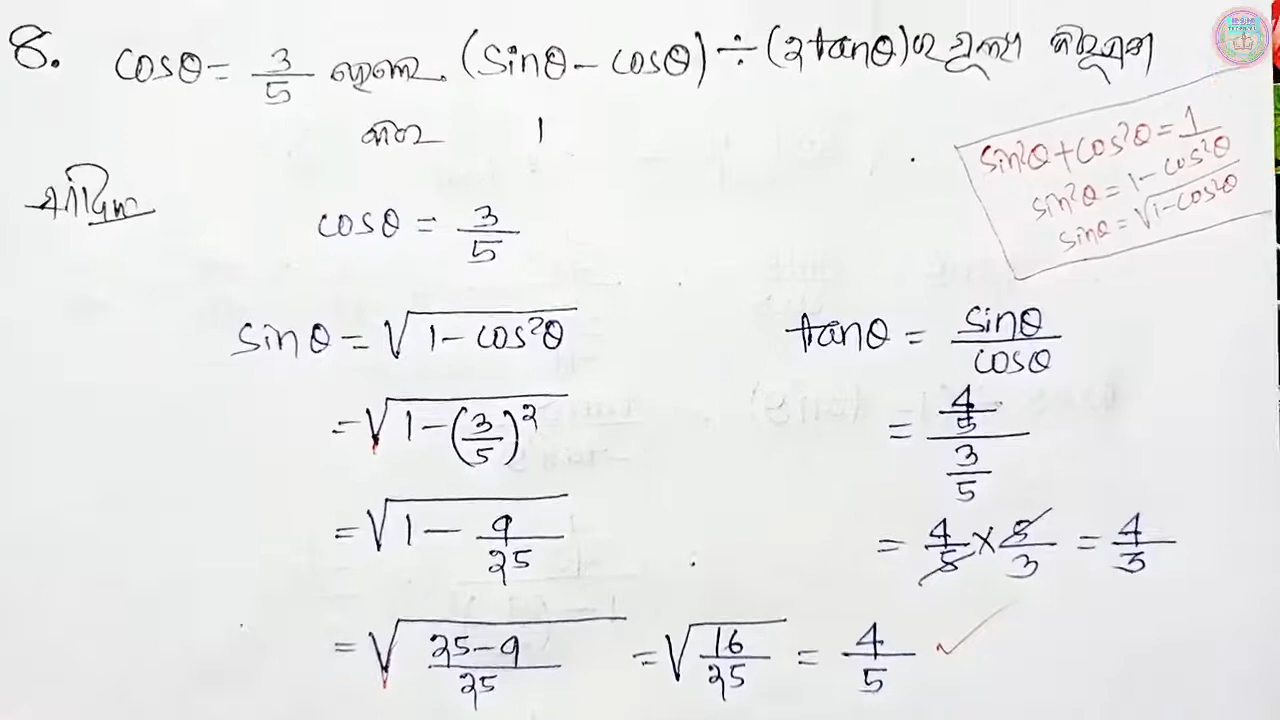 8. cosθ = 3/5 ହେଲେ (sinθ - cosθ) ÷ (2tanθ) ର ମୂଲ୍ୟ ନିରୂପଣ
କର ।
sin²θ + cos²θ = 1
sin²θ = 1 - cos²θ
sinθ = √1-cos²θ
cosθ = 3/5
sinθ = √1 - cos²θ
= √1 - (3/5)²
= √1 - 9/25
= √25-9/25 = √16/25 = 4/5 ✓
tanθ = sinθ/cosθ
= 4/5/3/5
= 4/5 × 5/3 = 4/3